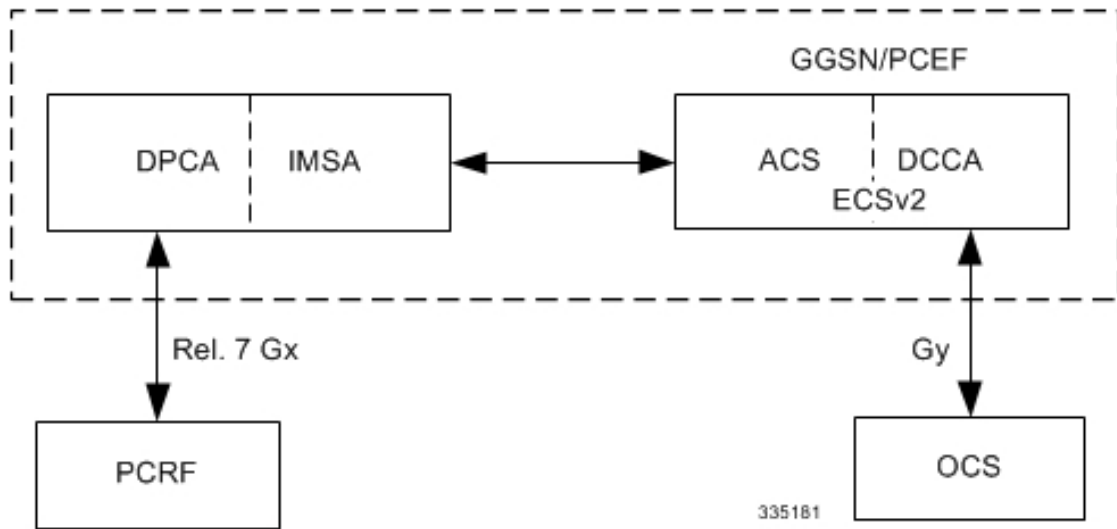 GGSN/PCEF
DPCA IMSA
ACS DCCA
ECSv2
Rel. 7 Gx
Gy
PCRF
OCS
335181